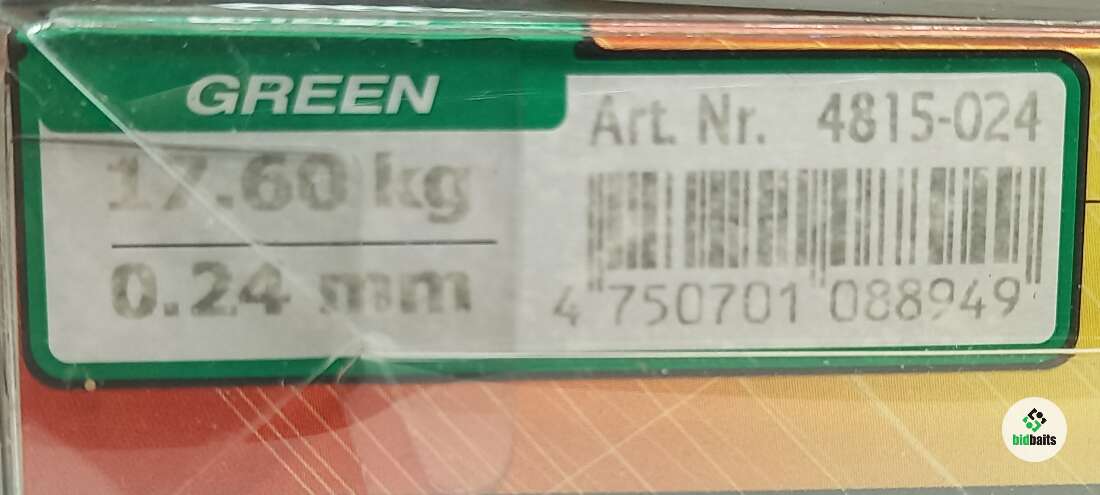 GREEN
17.60 kg
0.24 mm
Art. Nr. 4815-024
4 750701 088949
bidbaits